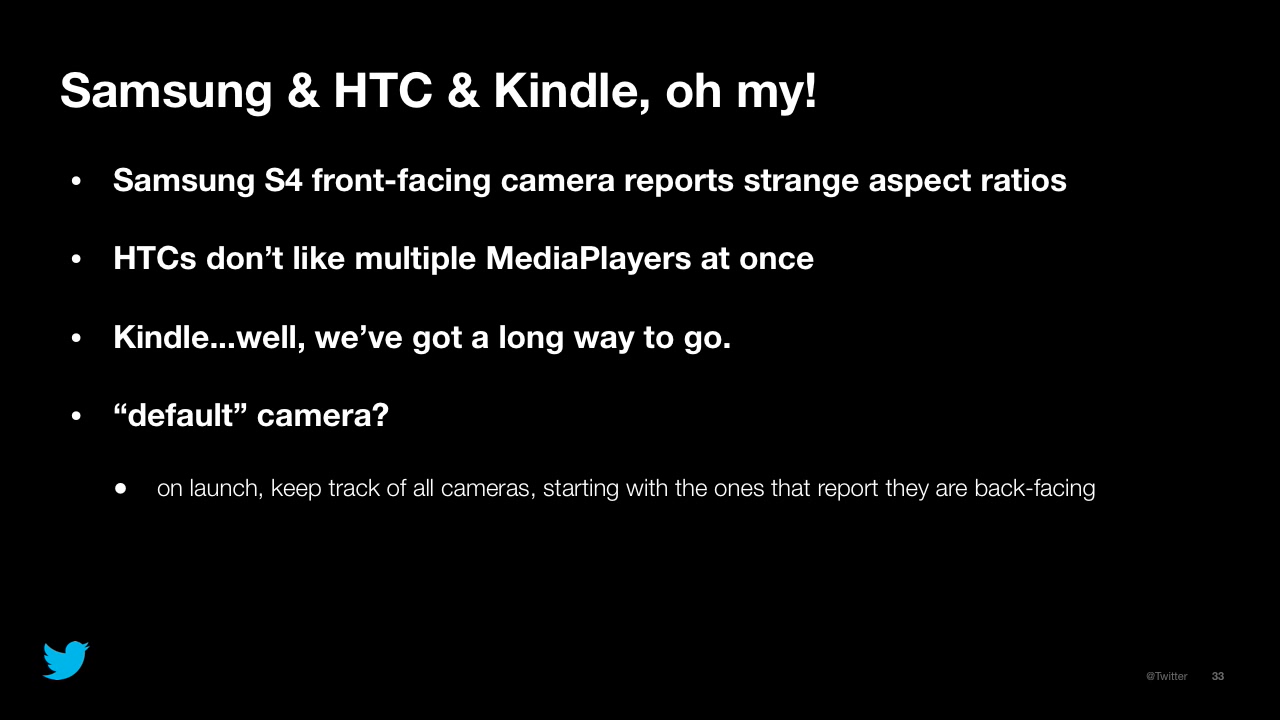 Samsung & HTC & Kindle, oh my!
• Samsung S4 front-facing camera reports strange aspect ratios
• HTCs don’t like multiple MediaPlayers at once
• Kindle...well, we’ve got a long way to go.
• “default” camera?
● on launch, keep track of all cameras, starting with the ones that report they are back-facing
@Twitter 33